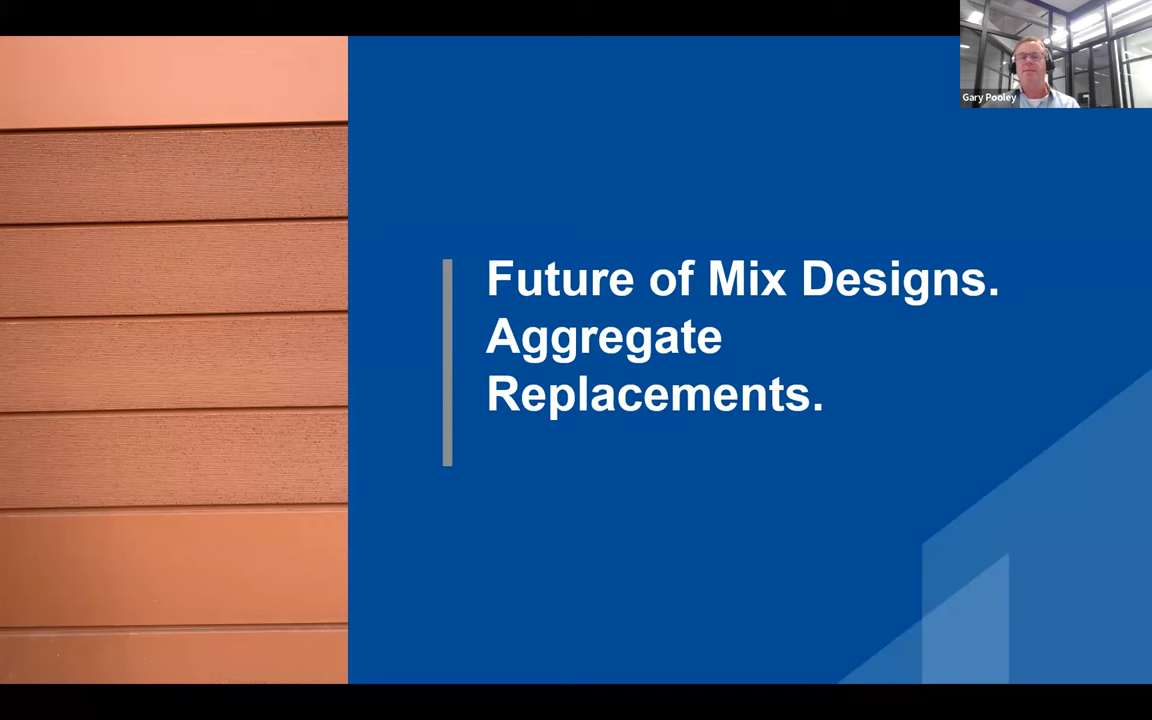 Gary Pooley
Future of Mix Designs.
Aggregate
Replacements.